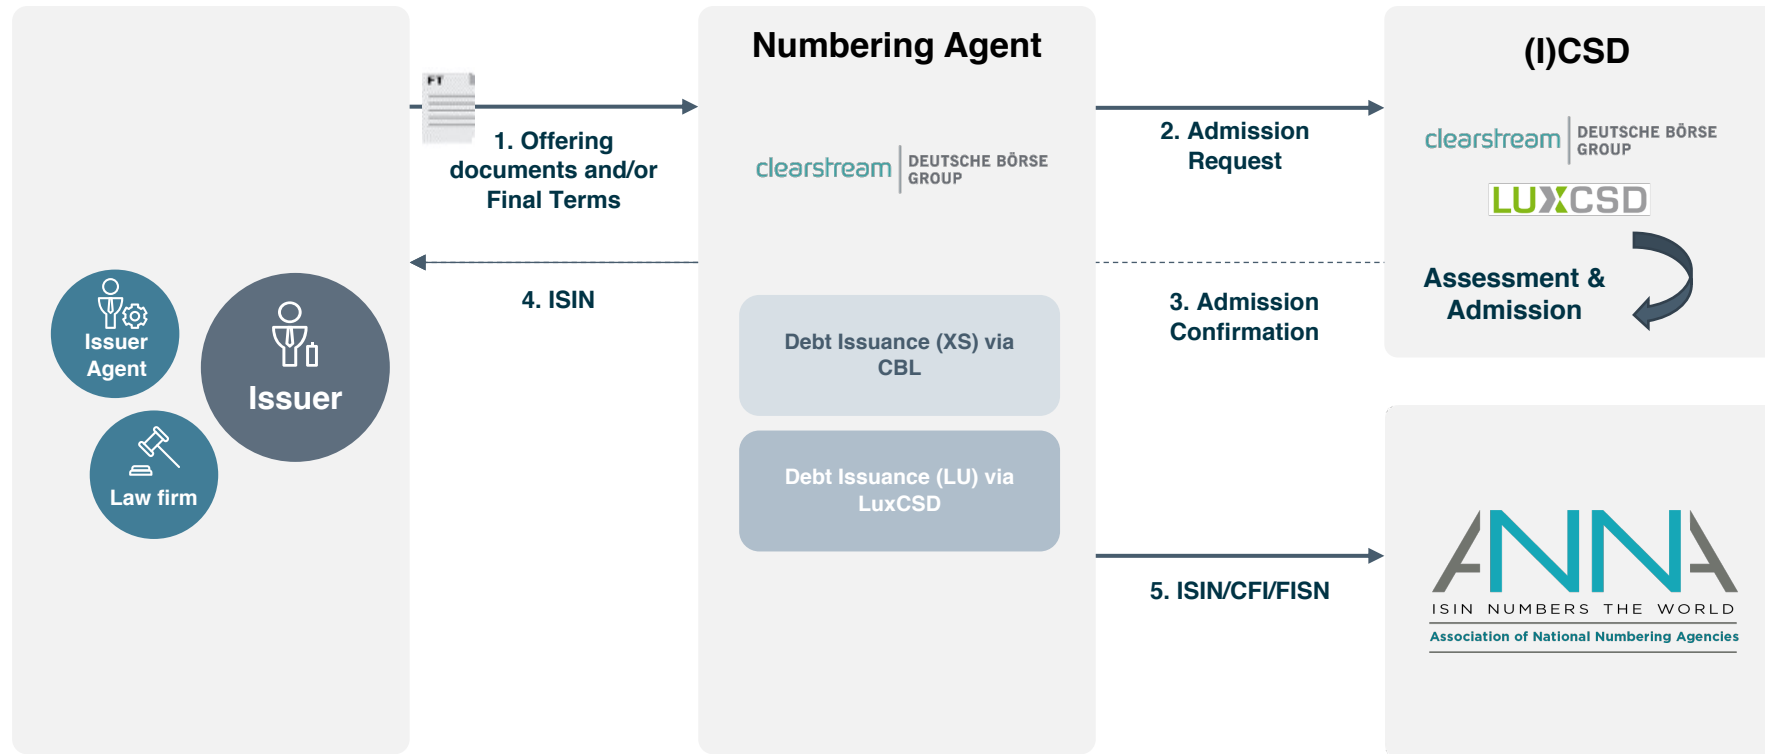 FT
1. Offering
documents and/or
Final Terms
4. ISIN
Issuer
Agent
Issuer
Law firm
Numbering Agent
clearstream
DEUTSCHE BÖRSE
GROUP
Debt Issuance (XS) via
CBL
Debt Issuance (LU) via
LuxCSD
2. Admission
Request
3. Admission
Confirmation
5. ISIN/CFI/FISN
(I)CSD
clearstream
DEUTSCHE BÖRSE
GROUP
LUXCSD
Assessment &
Admission
ANNA
ISIN NUMBERS THE WORLD
Association of National Numbering Agencies